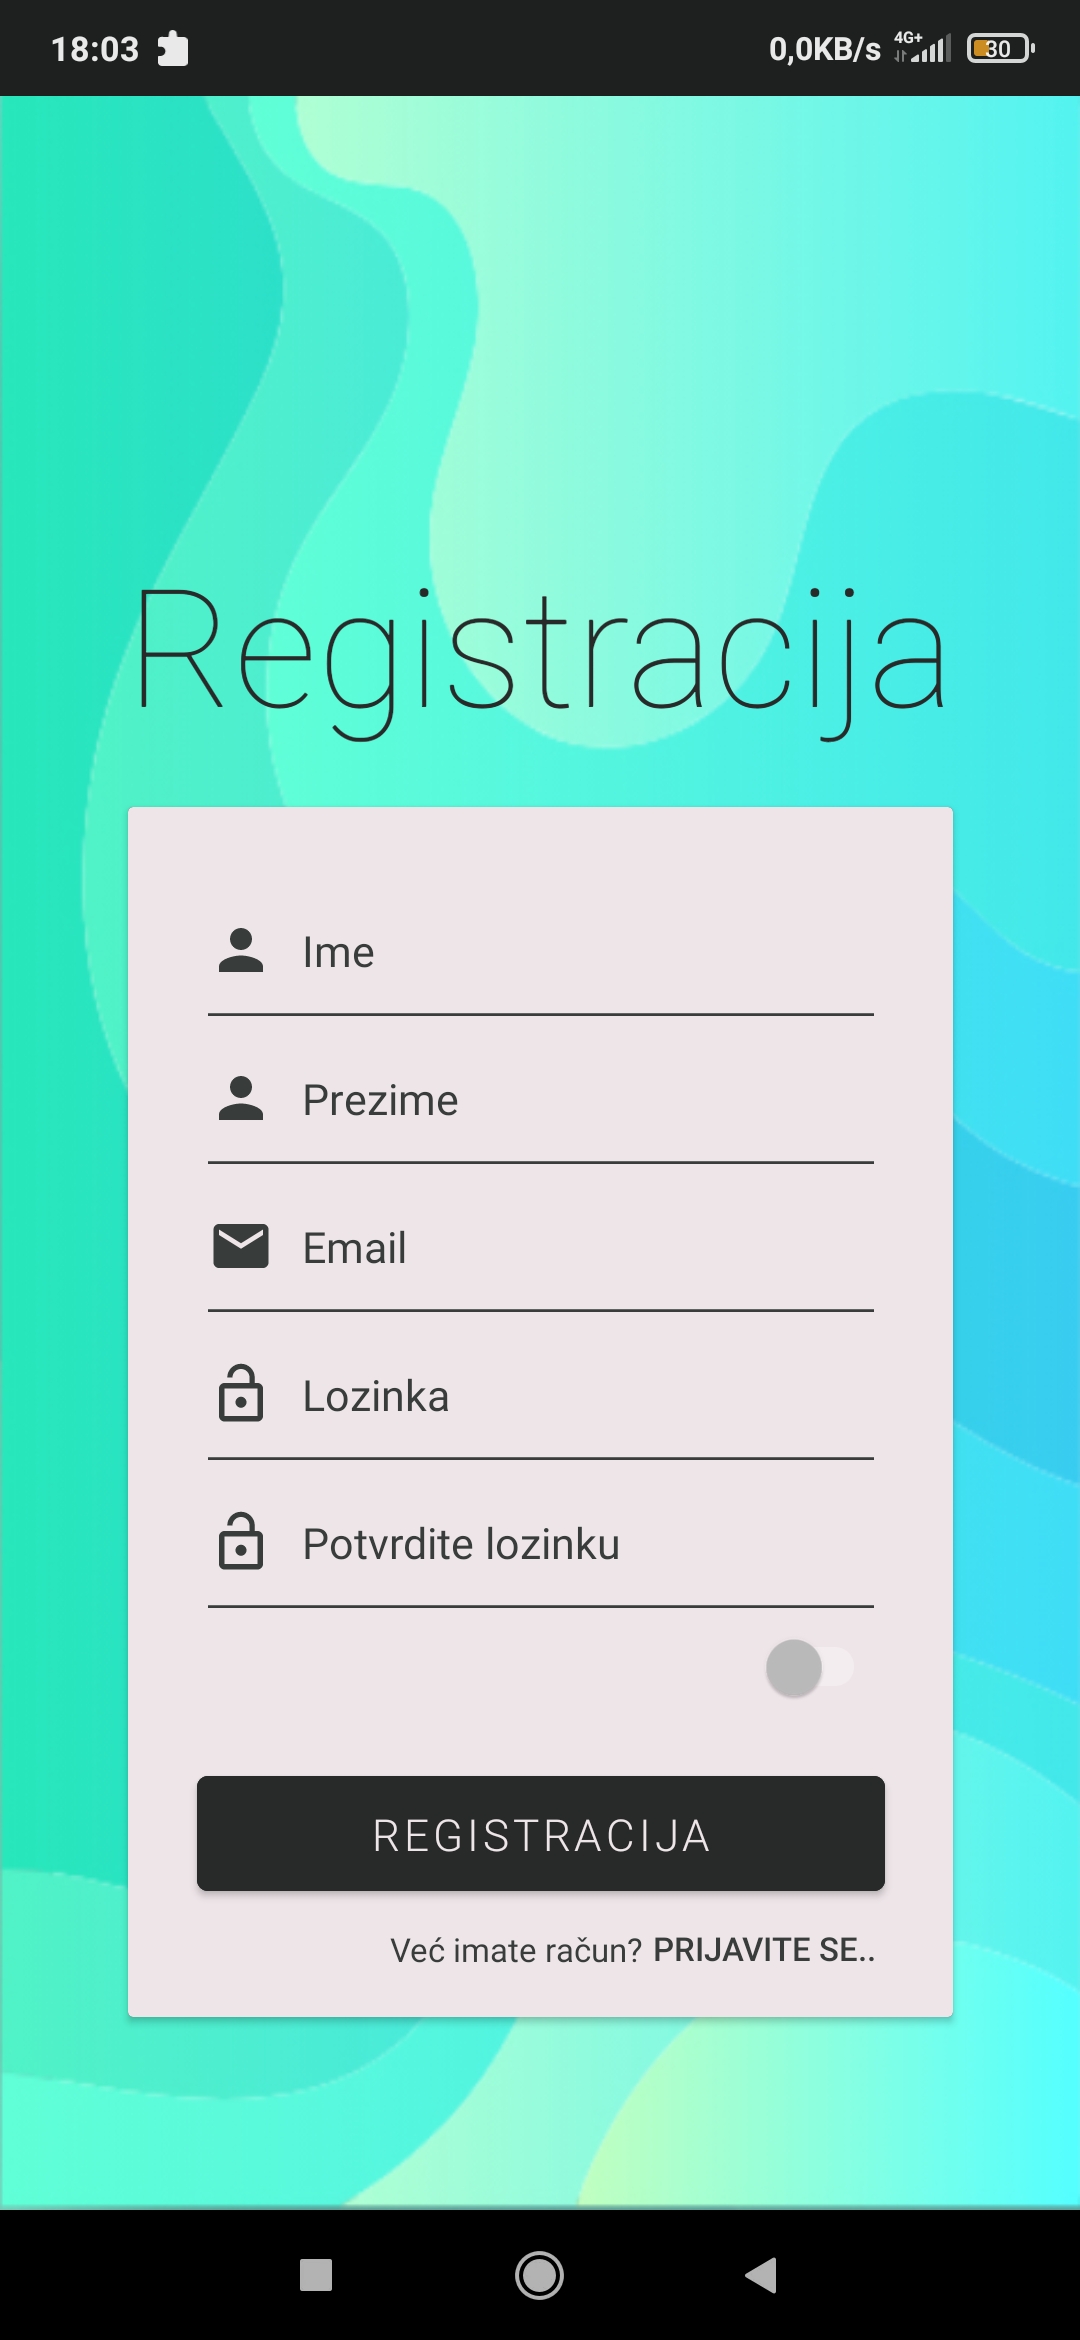 18:03 0,0KB/s 4G+ 30
Registracija
Ime
Prezime
Email
Lozinka
Potvrdite lozinku
REGISTRACIJA
Već imate račun? PRIJAVITE SE..